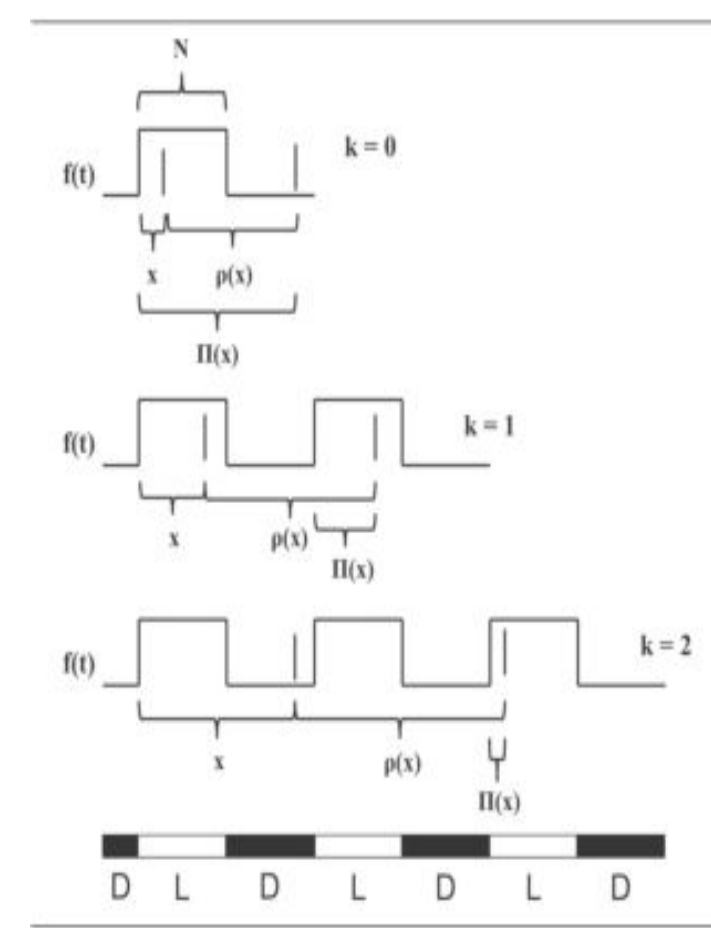 N
f(t)
k = 0
x
ρ(x)
Π(x)
f(t)
k = 1
x
ρ(x)
Π(x)
f(t)
k = 2
x
ρ(x)
Π(x)
D L D L D L D